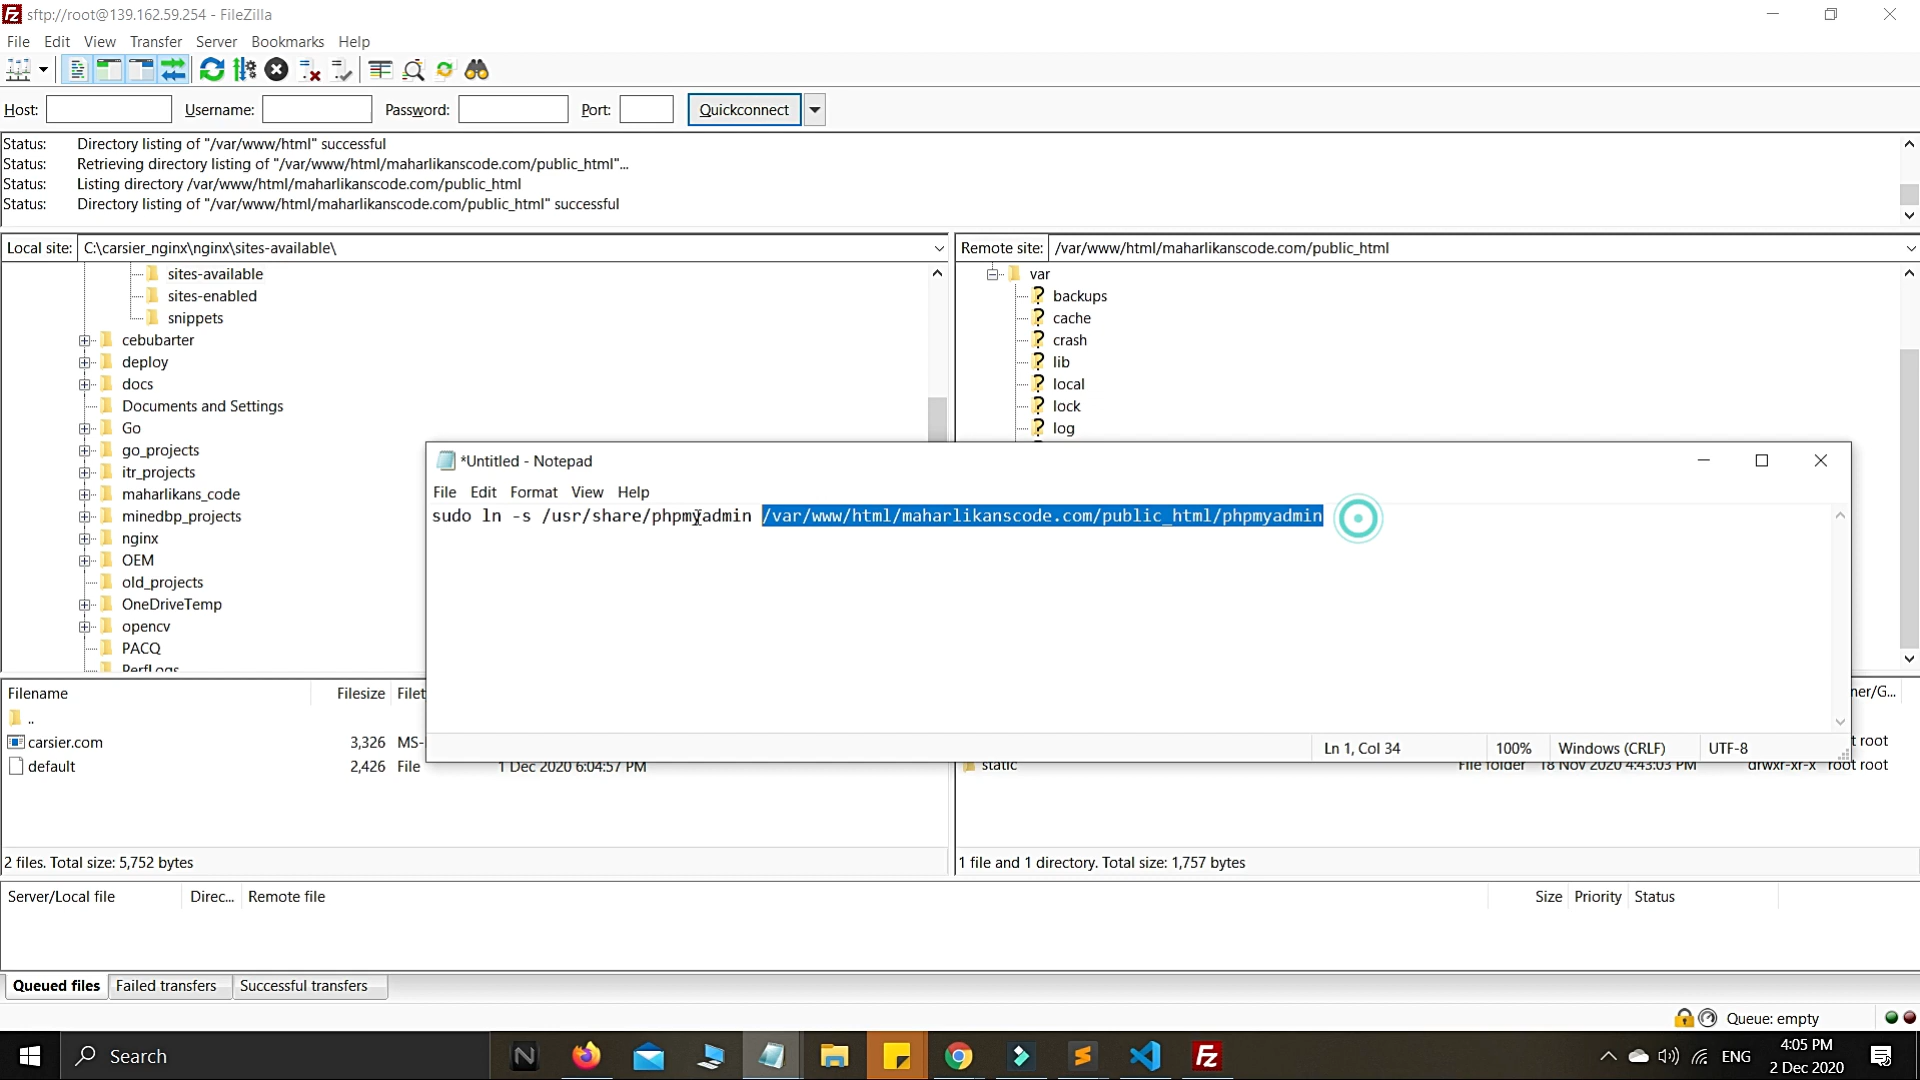 sftp://root@139.162.59.254 - FileZilla
File Edit View Transfer Server Bookmarks Help
Host: Username: Password: Port: Quickconnect
Status: Directory listing of "/var/www/html" successful
Status: Retrieving directory listing of "/var/www/html/maharlikanscode.com/public_html"...
Status: Listing directory /var/www/html/maharlikanscode.com/public_html
Status: Directory listing of "/var/www/html/maharlikanscode.com/public_html" successful
Local site: C:\carsier_nginx\nginx\sites-available\
sites-available
sites-enabled
snippets
cebubarter
deploy
docs
Documents and Settings
Go
go_projects
itr_projects
maharlikans_code
minedbp_projects
nginx
OEM
old_projects
OneDriveTemp
opencv
PACQ
PerfLogs
Remote site: /var/www/html/maharlikanscode.com/public_html
var
backups
cache
crash
lib
local
lock
log
*Untitled - Notepad
File Edit Format View Help
sudo ln -s /usr/share/phpmyadmin /var/www/html/maharlikanscode.com/public_html/phpmyadmin
Ln 1, Col 34 100% Windows (CRLF) UTF-8
Filename Filesize Filet
..
carsier.com 3,326 MS-
default 2,426 File 1 Dec 2020 6:04:57 PM
2 files. Total size: 5,752 bytes
ner/G...
t root
static File folder 18 Nov 2020 4:43:03 PM drwxr-xr-x root root
1 file and 1 directory. Total size: 1,757 bytes
Server/Local file Direc... Remote file Size Priority Status
Queued files Failed transfers Successful transfers
Queue: empty
Search
ENG
4:05 PM
2 Dec 2020